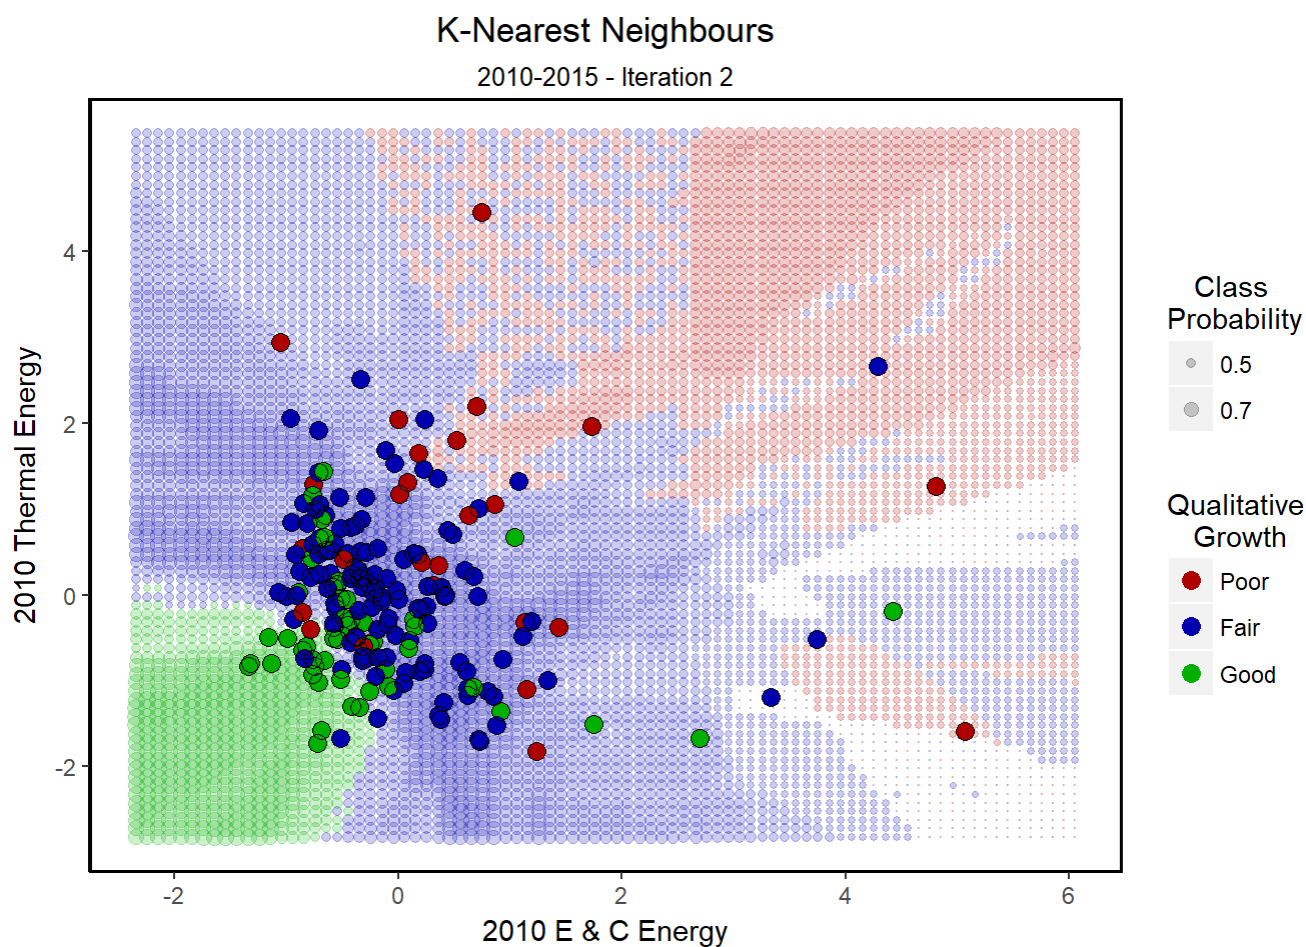 K-Nearest Neighbours
2010-2015 - Iteration 2
2010 Thermal Energy
4
2
0
-2
-2
0
2
4
6
2010 E & C Energy
Class
Probability
0.5
0.7
Qualitative
Growth
Poor
Fair
Good